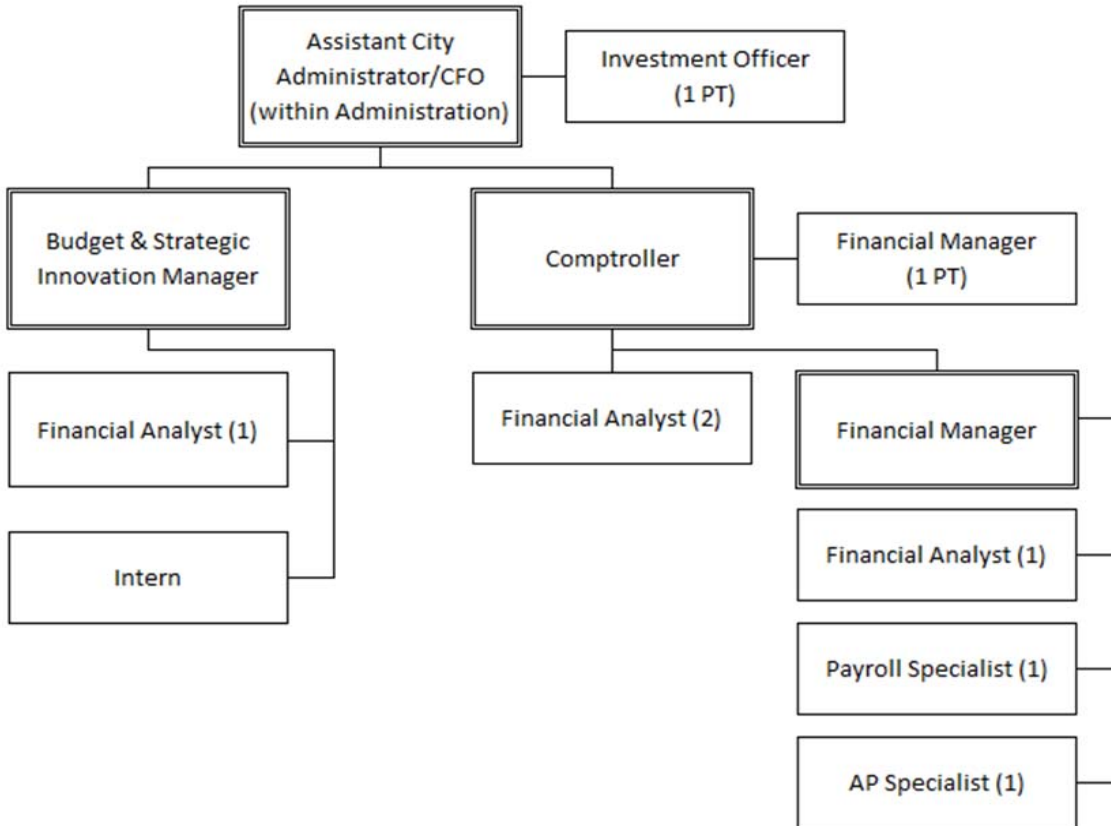 Assistant City
Administrator/CFO
(within Administration)
Investment Officer
(1 PT)
Budget & Strategic
Innovation Manager
Comptroller
Financial Manager
(1 PT)
Financial Analyst (1)
Financial Analyst (2)
Financial Manager
Intern
Financial Analyst (1)
Payroll Specialist (1)
AP Specialist (1)